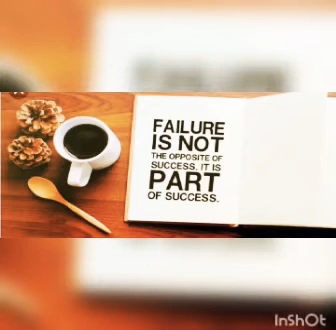 FAILURE
IS NOT
THE OPPOSITE OF
SUCCESS. IT IS
PART
OF SUCCESS.
InShOt